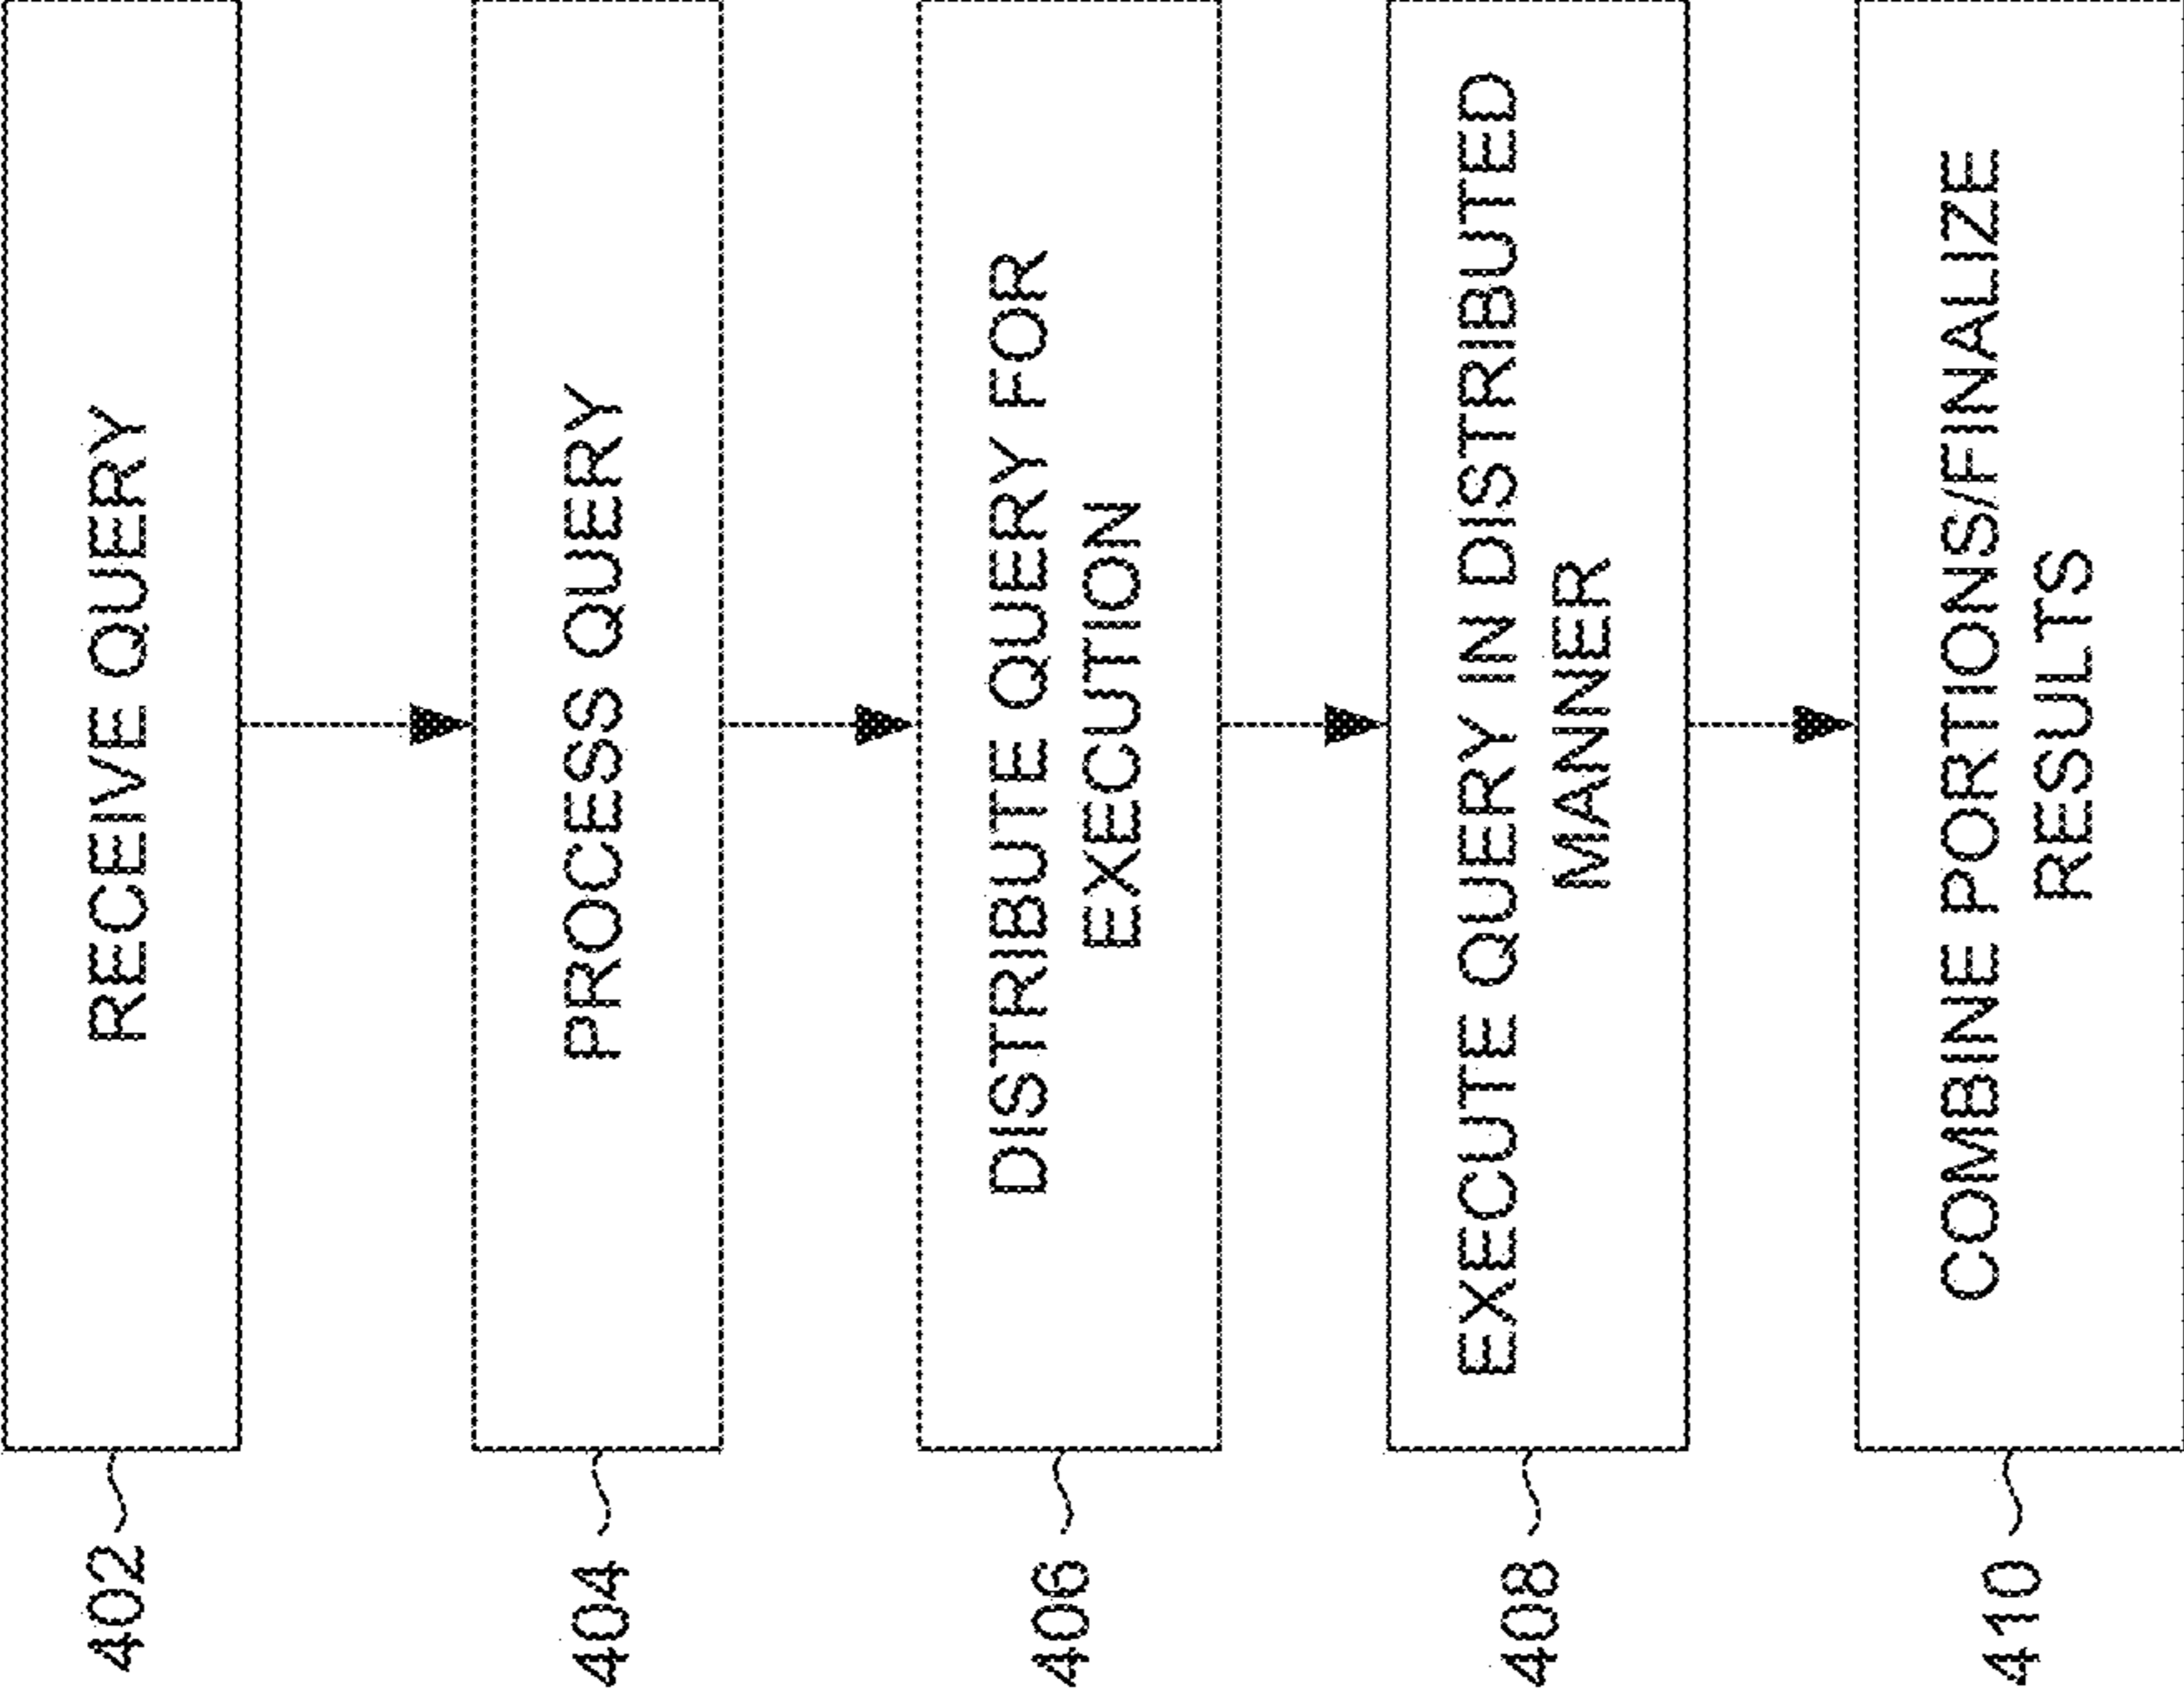 402
RECEIVE QUERY
404
PROCESS QUERY
406
DISTRIBUTE QUERY FOR
EXECUTION
408
EXECUTE QUERY IN DISTRIBUTED
MANNER
410
COMBINE PORTIONS/FINALIZE
RESULTS